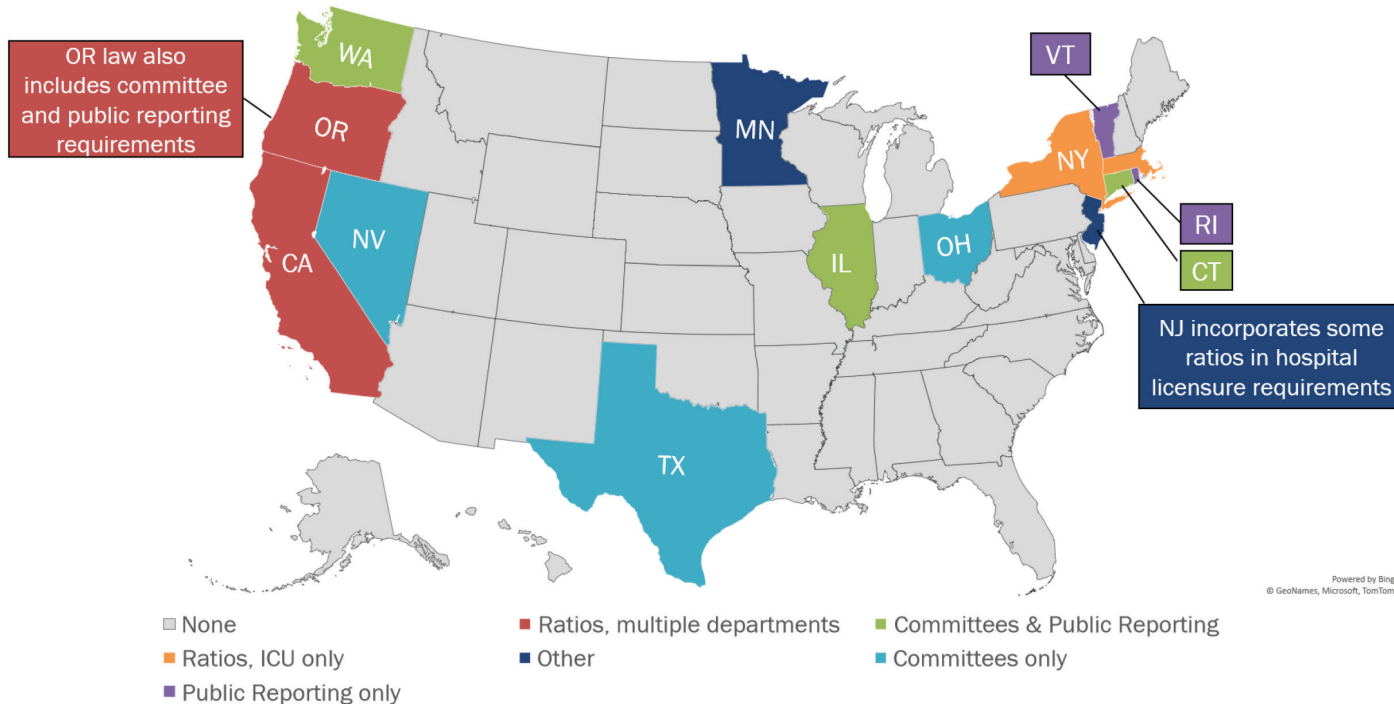 OR law also
includes committee
and public reporting
requirements
WA
OR
CA
NV
TX
MN
IL
OH
NY
VT
RI
CT
NJ incorporates some
ratios in hospital
licensure requirements
Powered by Bing
© GeoNames, Microsoft, TomTom
None
Ratios, multiple departments
Committees & Public Reporting
Ratios, ICU only
Other
Committees only
Public Reporting only